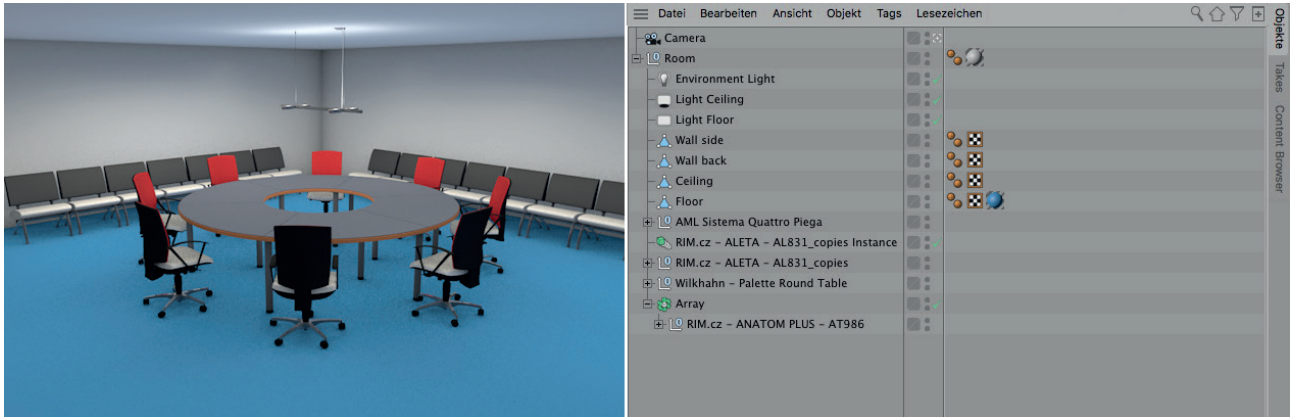 Datei Bearbeiten Ansicht Objekt Tags Lesezeichen
Camera
Room
Environment Light
Light Ceiling
Light Floor
Wall side
Wall back
Ceiling
Floor
AML Sistema Quattro Piega
RIM.cz – ALETA – AL831_copies Instance
RIM.cz – ALETA – AL831_copies
Wilkhahn – Palette Round Table
Array
RIM.cz – ANATOM PLUS – AT986
Objekte
Takes
Content Browser